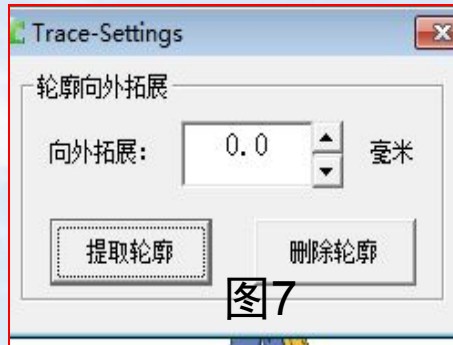 Trace-Settings
轮廓向外拓展
向外拓展: 0.0 毫米
提取轮廓 删除轮廓
图7